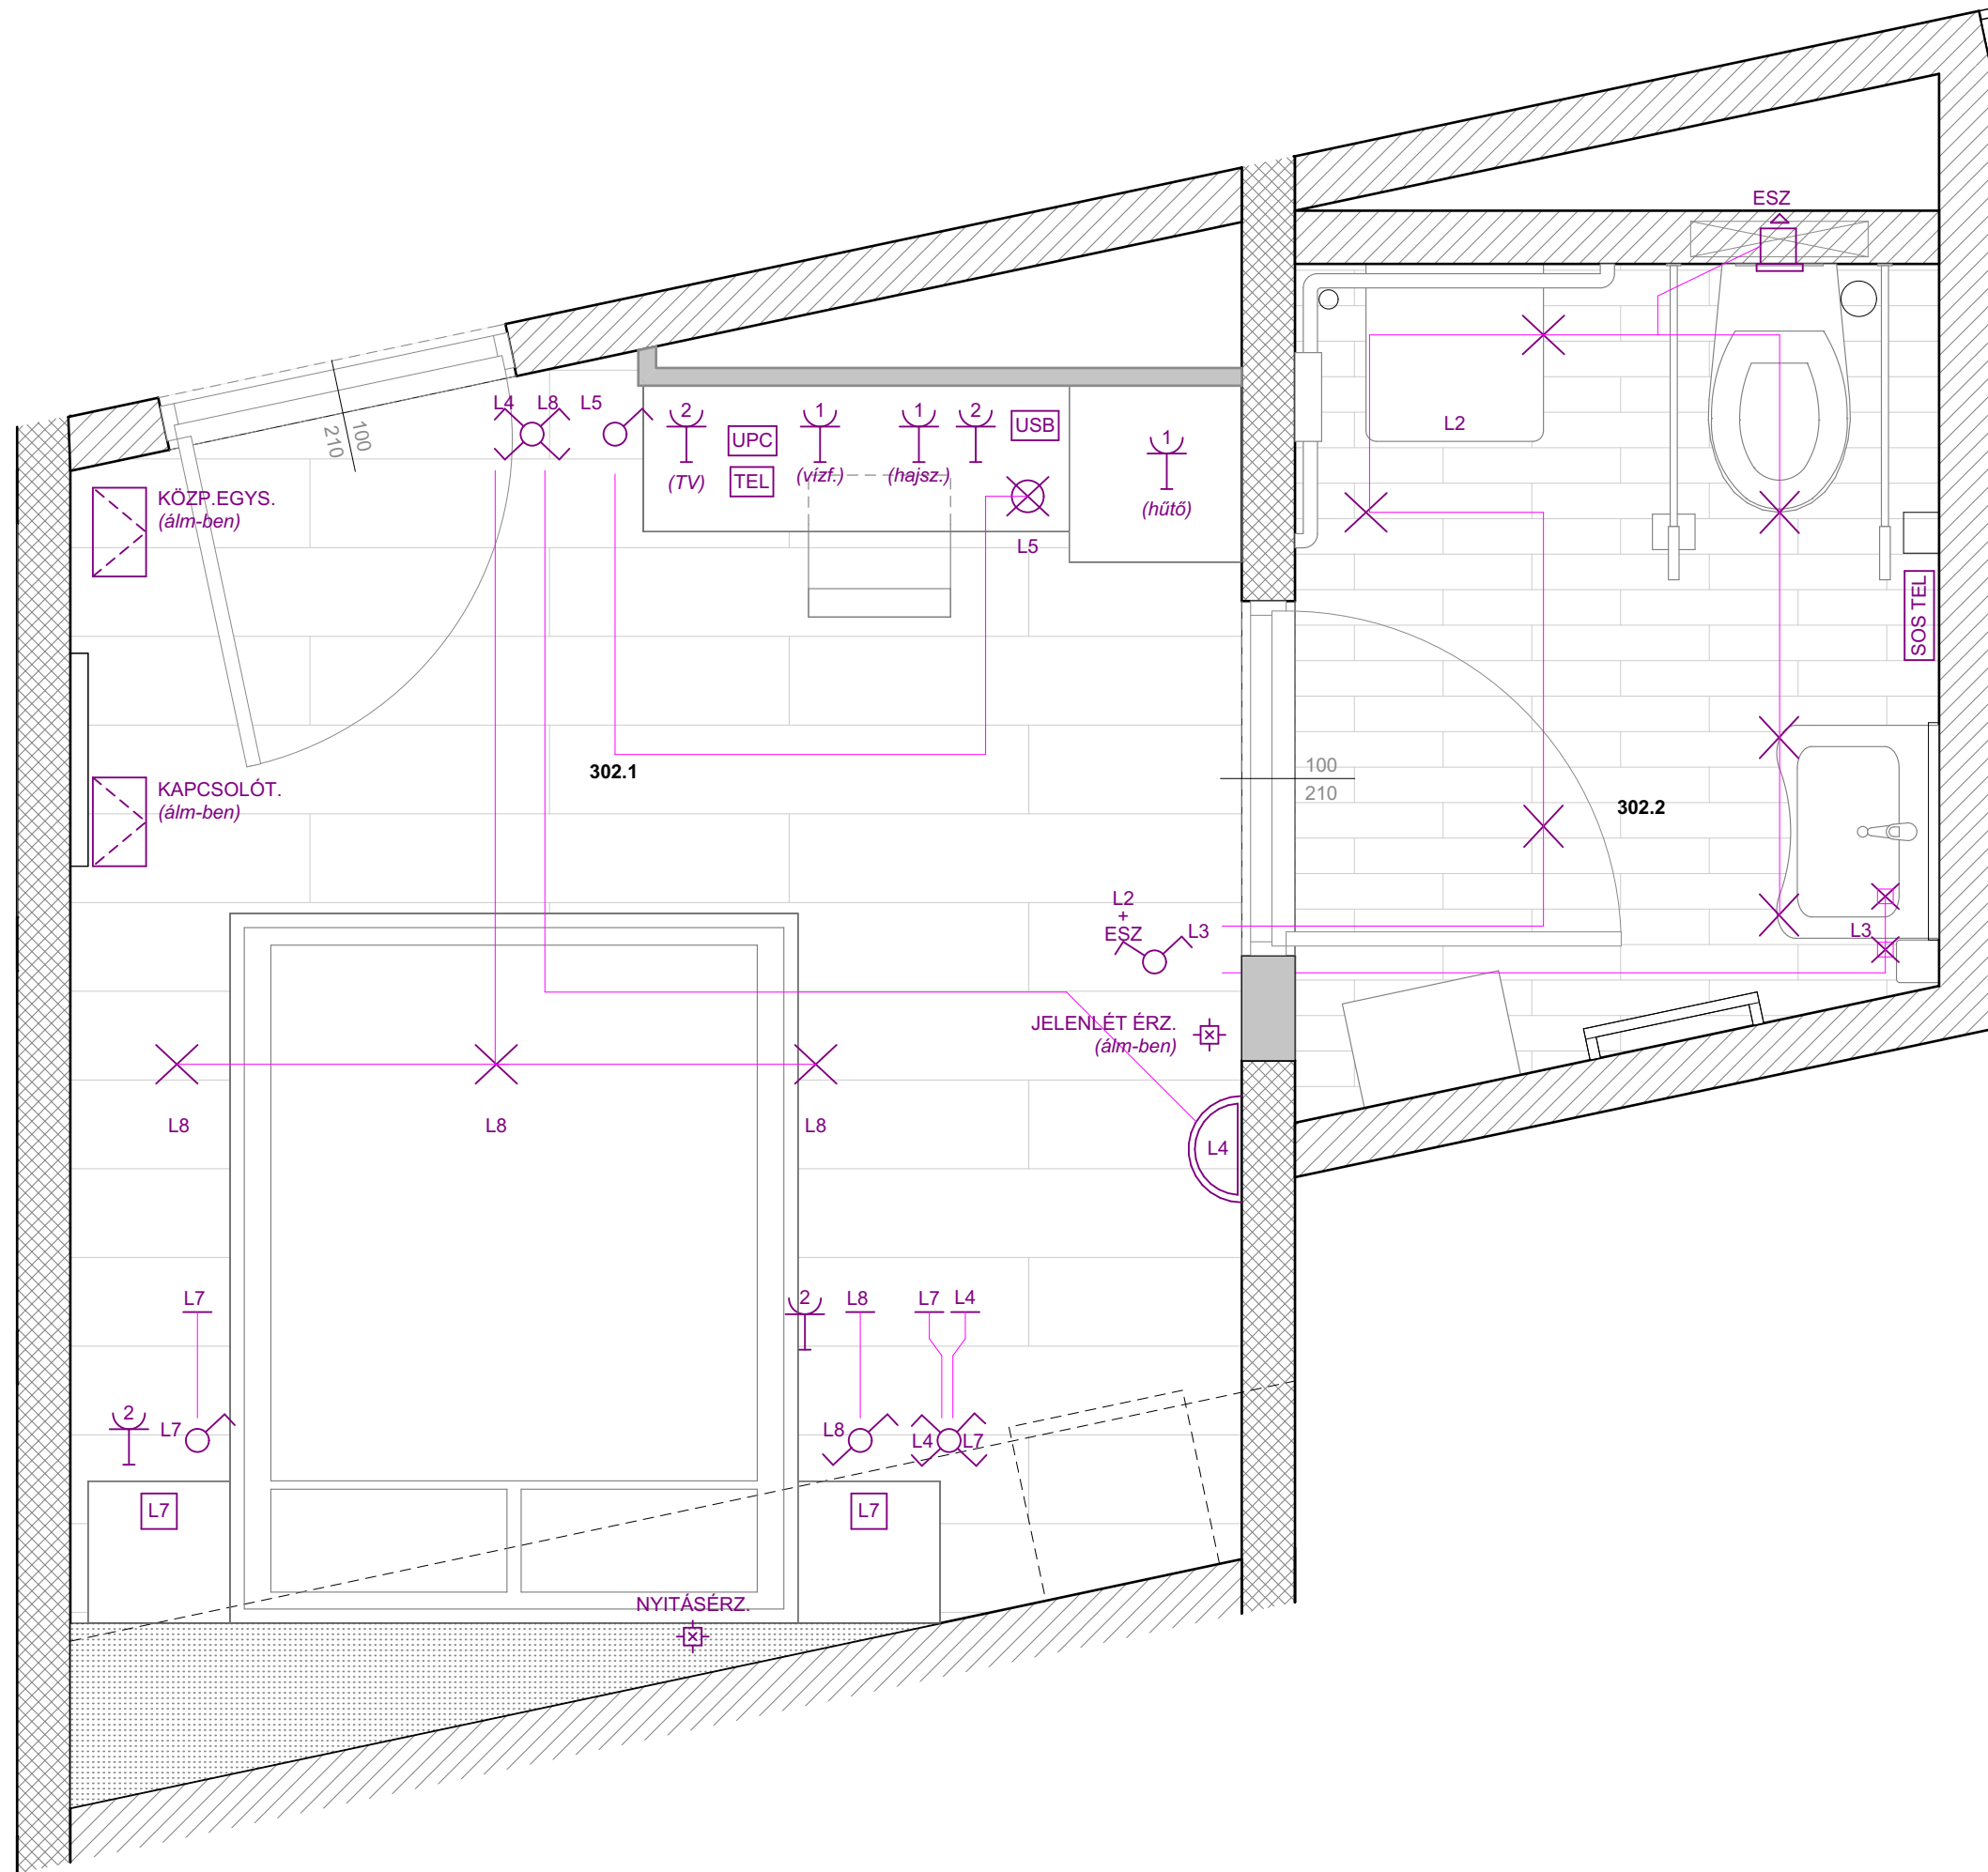 ESZ
L4
L8
L5
2
(TV)
UPC
TEL
1
(vízf.)
1
(hajsz.)
2
USB
L5
1
(hűtő)
L2
100
210
KÖZP.EGYS.
(álm-ben)
SOS TEL
302.1
KAPCSOLÓT.
(álm-ben)
100
210
302.2
L2
+
ESZ
L3
L3
JELENLÉT ÉRZ.
(álm-ben)
L8
L8
L8
L4
L7
2
L8
L7
L4
2
L7
L8
L4
L7
L7
L7
NYITÁSÉRZ.